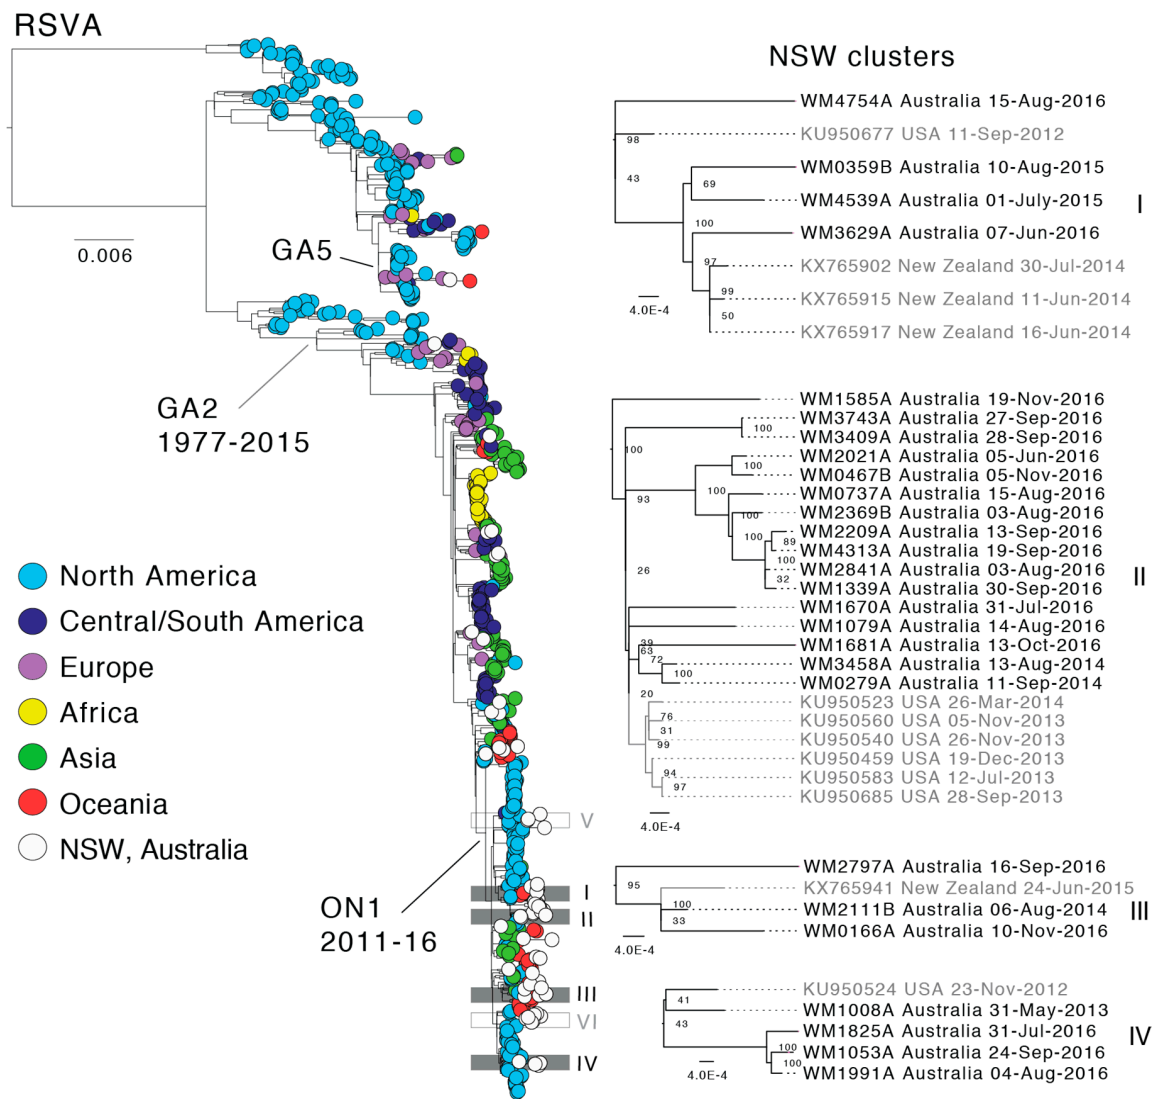 RSVA
0.006
GA5
GA2
1977-2015
North America
Central/South America
Europe
Africa
Asia
Oceania
NSW, Australia
ON1
2011-16
V
I
II
III
VI
IV
NSW clusters
WM4754A Australia 15-Aug-2016
98
KU950677 USA 11-Sep-2012
43
WM0359B Australia 10-Aug-2015
69
WM4539A Australia 01-July-2015
I
100
WM3629A Australia 07-Jun-2016
97
KX765902 New Zealand 30-Jul-2014
99
KX765915 New Zealand 11-Jun-2014
50
KX765917 New Zealand 16-Jun-2014
4.0E-4
WM1585A Australia 19-Nov-2016
WM3743A Australia 27-Sep-2016
100
WM3409A Australia 28-Sep-2016
100
WM2021A Australia 05-Jun-2016
100
WM0467B Australia 05-Nov-2016
100
93
WM0737A Australia 15-Aug-2016
WM2369B Australia 03-Aug-2016
100
WM2209A Australia 13-Sep-2016
100
89
WM4313A Australia 19-Sep-2016
100
WM2841A Australia 03-Aug-2016
26
32
II
WM1339A Australia 30-Sep-2016
WM1670A Australia 31-Jul-2016
WM1079A Australia 14-Aug-2016
39
WM1681A Australia 13-Oct-2016
63
72
WM3458A Australia 13-Aug-2014
100
WM0279A Australia 11-Sep-2014
20
KU950523 USA 26-Mar-2014
76
KU950560 USA 05-Nov-2013
31
KU950540 USA 26-Nov-2013
99
KU950459 USA 19-Dec-2013
94
KU950583 USA 12-Jul-2013
97
KU950685 USA 28-Sep-2013
4.0E-4
WM2797A Australia 16-Sep-2016
95
KX765941 New Zealand 24-Jun-2015
100
WM2111B Australia 06-Aug-2014
III
33
WM0166A Australia 10-Nov-2016
4.0E-4
KU950524 USA 23-Nov-2012
41
WM1008A Australia 31-May-2013
43
WM1825A Australia 31-Jul-2016
IV
100
WM1053A Australia 24-Sep-2016
100
WM1991A Australia 04-Aug-2016
4.0E-4